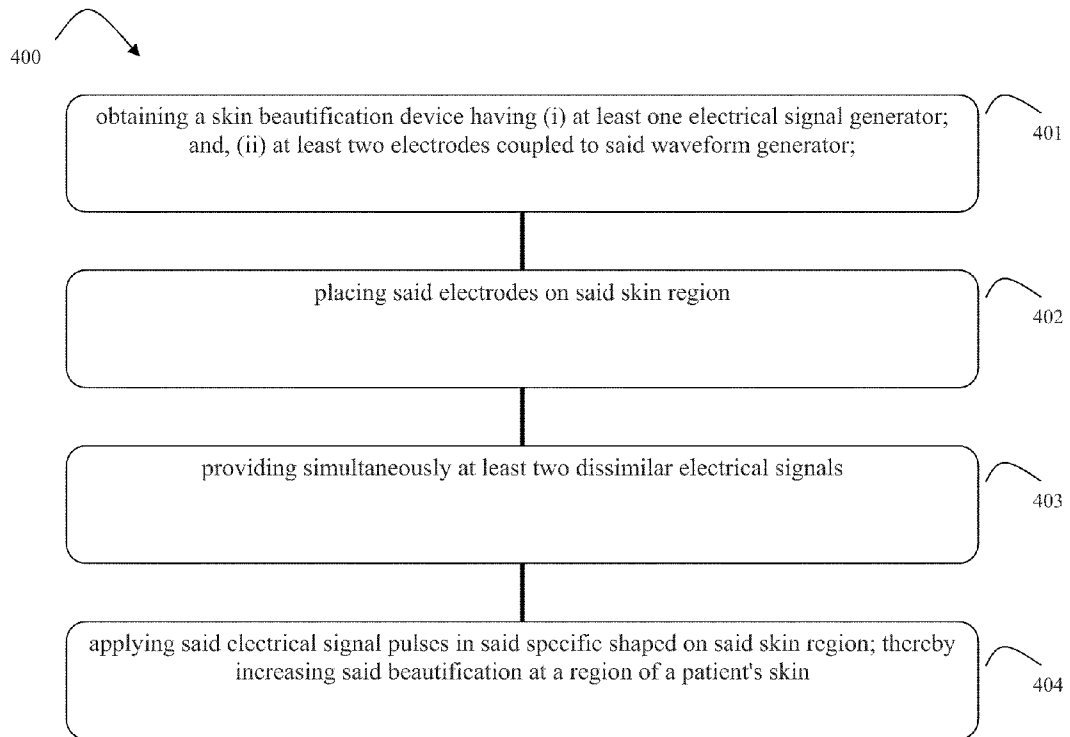 400
obtaining a skin beautification device having (i) at least one electrical signal generator;
and, (ii) at least two electrodes coupled to said waveform generator;
401
placing said electrodes on said skin region
402
providing simultaneously at least two dissimilar electrical signals
403
applying said electrical signal pulses in said specific shaped on said skin region; thereby
increasing said beautification at a region of a patient's skin
404